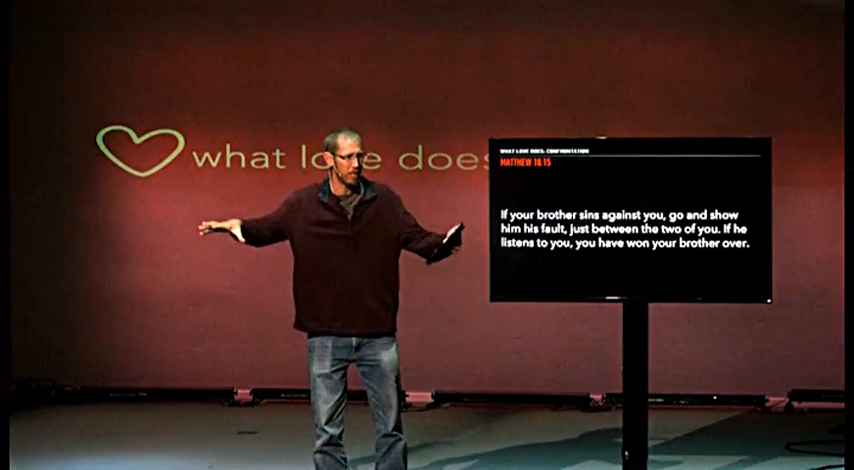 what love does
WHAT LOVE DOES: CONFRONTATION
MATTHEW 18.15
If your brother sins against you, go and show
him his fault, just between the two of you. If he
listens to you, you have won your brother over.